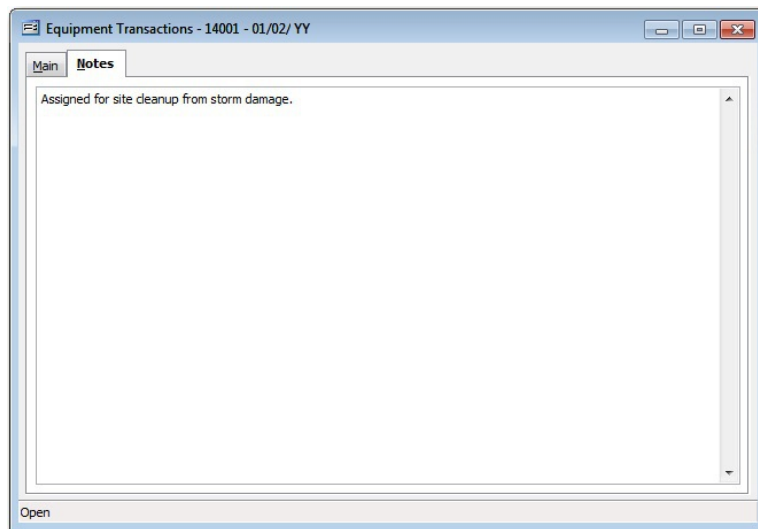 Equipment Transactions - 14001 - 01/02/ YY
Main Notes
Assigned for site cleanup from storm damage.
Open